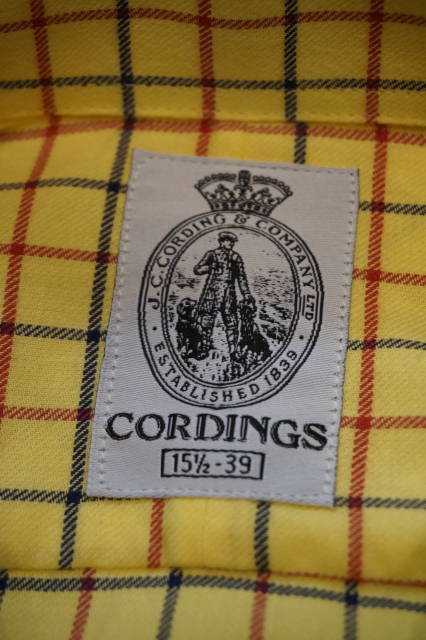 J.C. CORDING & COMPANY LTD
· ESTABLISHED 1839 ·
CORDINGS
15½-39